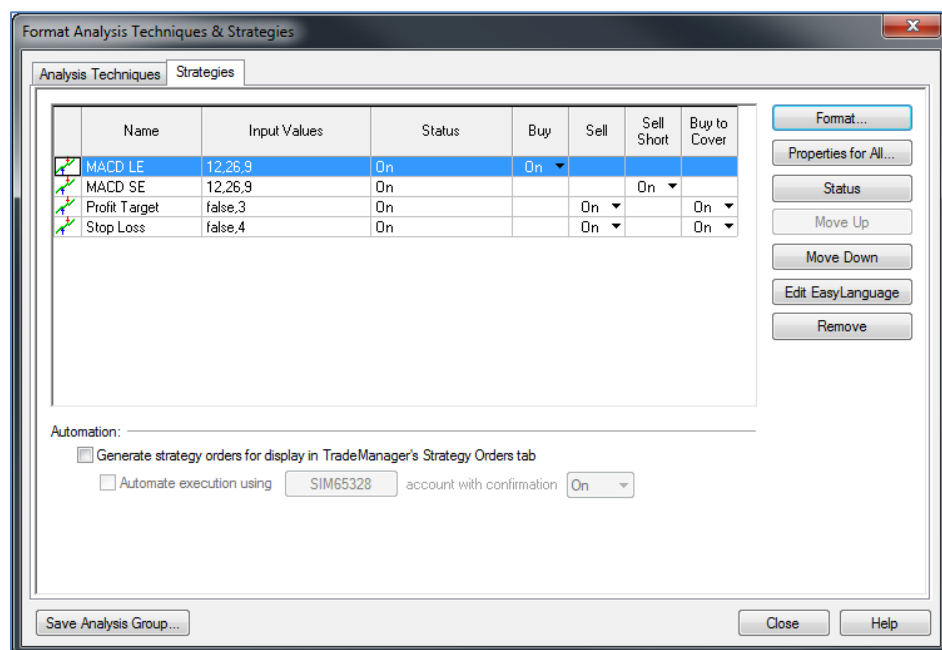 Format Analysis Techniques & Strategies
Analysis Techniques Strategies
Name Input Values Status Buy Sell Sell Short Buy to Cover
MACD LE 12,26,9 On On
MACD SE 12,26,9 On On
Profit Target false,3 On On On
Stop Loss false,4 On On On
Format...
Properties for All...
Status
Move Up
Move Down
Edit EasyLanguage
Remove
Automation:
Generate strategy orders for display in TradeManager's Strategy Orders tab
Automate execution using SIM65328 account with confirmation On
Save Analysis Group... Close Help